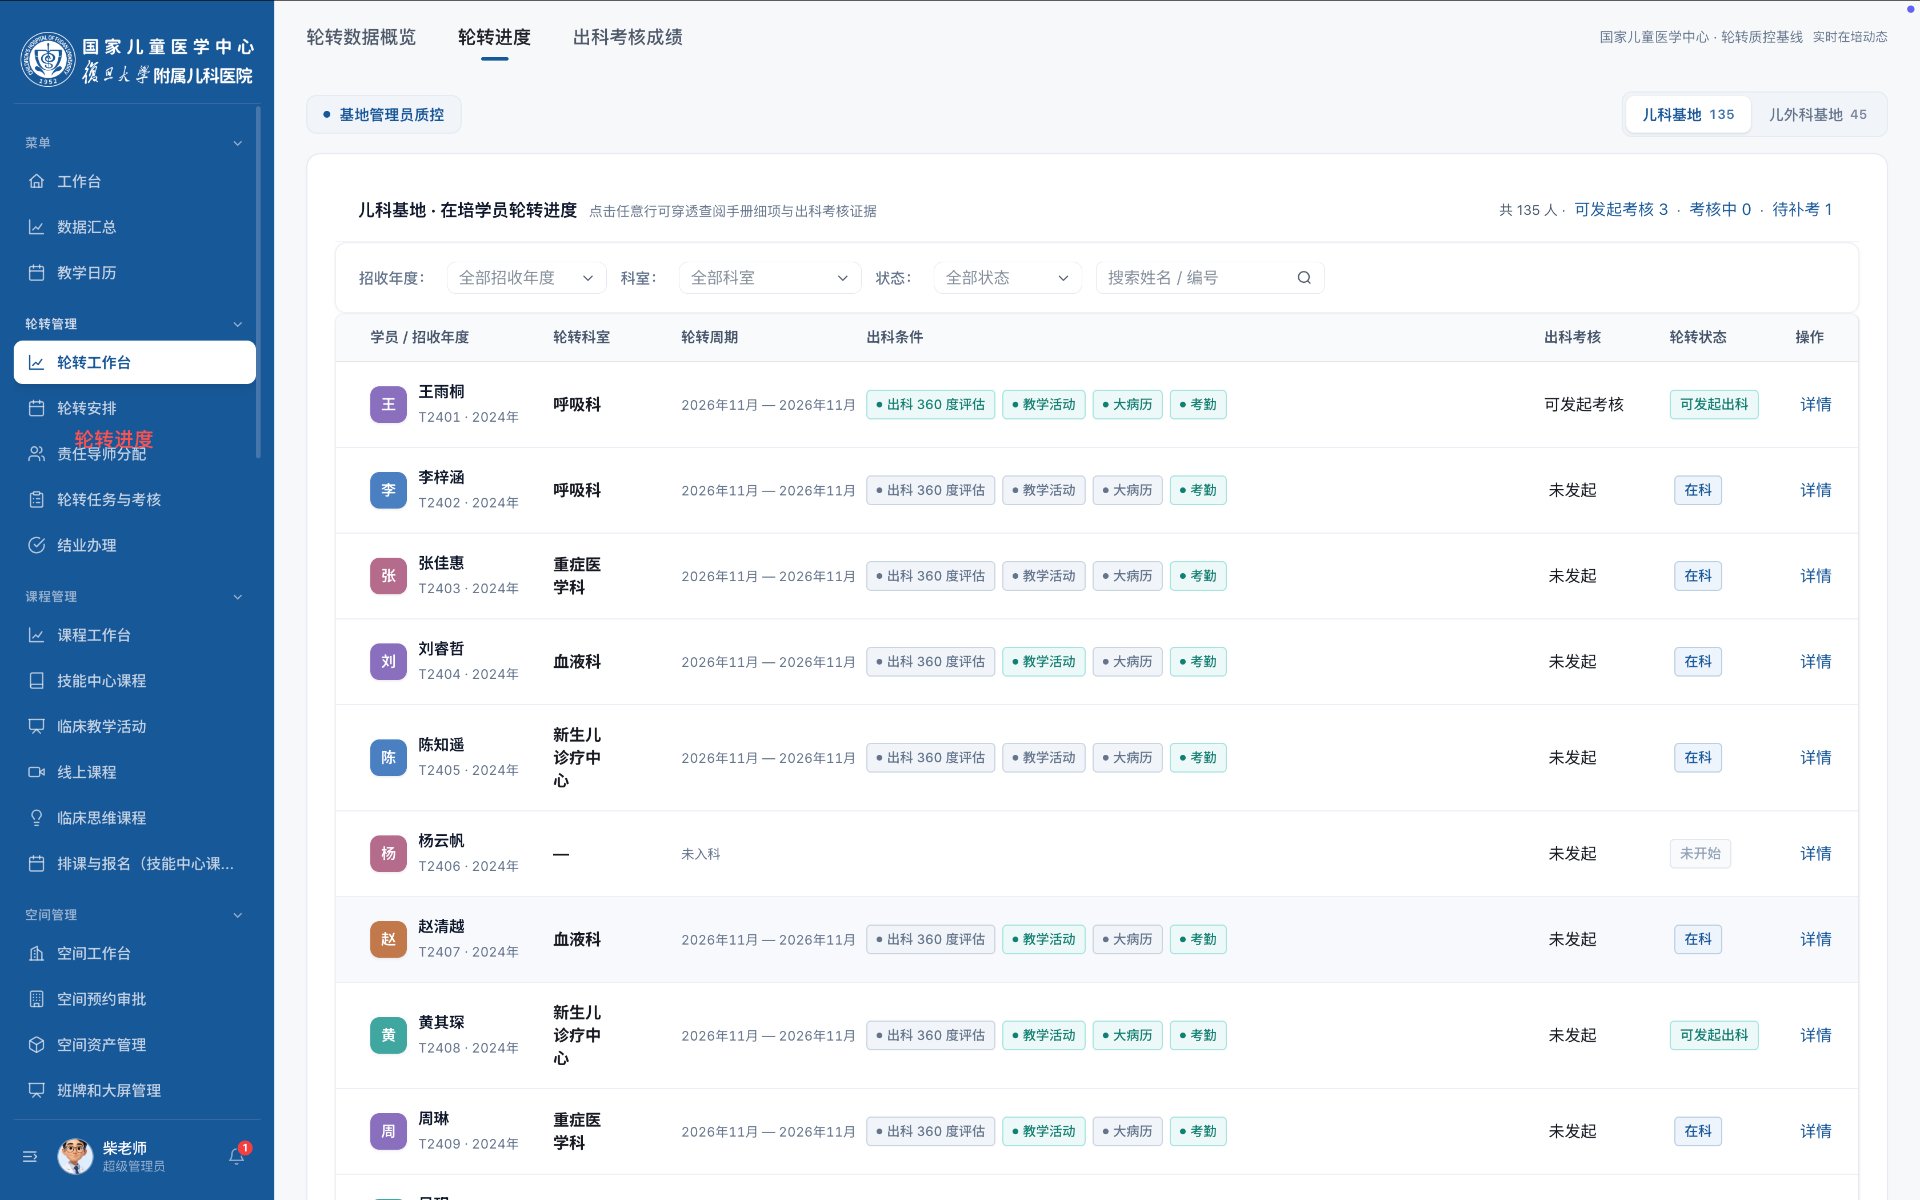 国家儿童医学中心
復旦大学附属儿科医院
菜单
工作台
数据汇总
教学日历
轮转管理
轮转工作台
轮转安排
轮转进度
责任导师分配
轮转任务与考核
结业办理
课程管理
课程工作台
技能中心课程
临床教学活动
线上课程
临床思维课程
排课与报名（技能中心课...
空间管理
空间工作台
空间预约审批
空间资产管理
班牌和大屏管理
柴老师
超级管理员
1
轮转数据概览 轮转进度 出科考核成绩
国家儿童医学中心 · 轮转质控基线 实时在培动态
基地管理员质控
儿科基地 135 儿外科基地 45
儿科基地 · 在培学员轮转进度 点击任意行可穿透查阅手册细项与出科考核证据
共 135 人 · 可发起考核 3 · 考核中 0 · 待补考 1
招收年度： 全部招收年度 科室： 全部科室 状态： 全部状态 搜索姓名 / 编号
学员 / 招收年度 轮转科室 轮转周期 出科条件 出科考核 轮转状态 操作
王 王雨桐 T2401 · 2024年 呼吸科 2026年11月 — 2026年11月 出科 360 度评估 教学活动 大病历 考勤 可发起考核 可发起出科 详情
李 李梓涵 T2402 · 2024年 呼吸科 2026年11月 — 2026年11月 出科 360 度评估 教学活动 大病历 考勤 未发起 在科 详情
张 张佳惠 T2403 · 2024年 重症医学科 2026年11月 — 2026年11月 出科 360 度评估 教学活动 大病历 考勤 未发起 在科 详情
刘 刘睿哲 T2404 · 2024年 血液科 2026年11月 — 2026年11月 出科 360 度评估 教学活动 大病历 考勤 未发起 在科 详情
陈 陈知遥 T2405 · 2024年 新生儿诊疗中心 2026年11月 — 2026年11月 出科 360 度评估 教学活动 大病历 考勤 未发起 在科 详情
杨 杨云帆 T2406 · 2024年 — 未入科 未发起 未开始 详情
赵 赵清越 T2407 · 2024年 血液科 2026年11月 — 2026年11月 出科 360 度评估 教学活动 大病历 考勤 未发起 在科 详情
黄 黄其琛 T2408 · 2024年 新生儿诊疗中心 2026年11月 — 2026年11月 出科 360 度评估 教学活动 大病历 考勤 未发起 可发起出科 详情
周 周琳 T2409 · 2024年 重症医学科 2026年11月 — 2026年11月 出科 360 度评估 教学活动 大病历 考勤 未发起 在科 详情